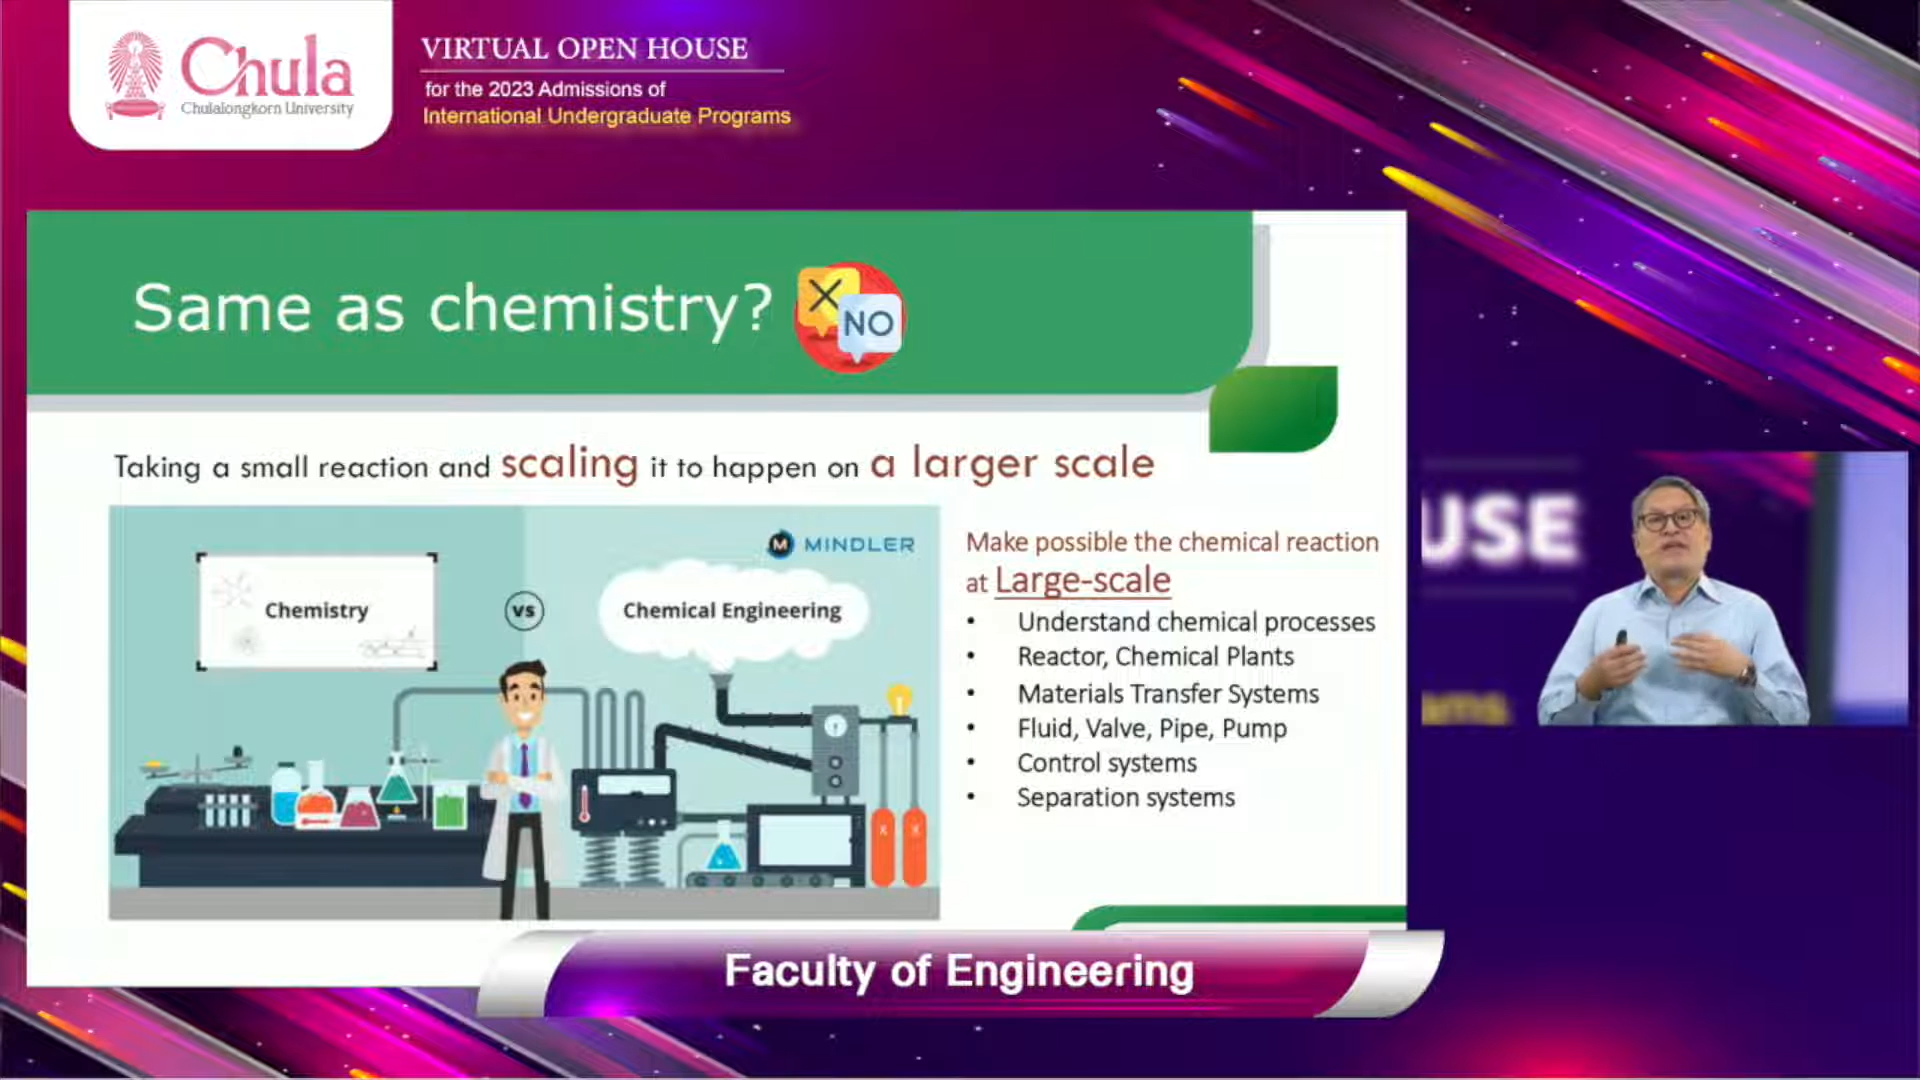 Chula
Chulalongkorn University
VIRTUAL OPEN HOUSE
for the 2023 Admissions of
International Undergraduate Programs
Same as chemistry?
X
NO
Taking a small reaction and scaling it to happen on a larger scale
M MINDLER
Chemistry
vs
Chemical Engineering
X X
Make possible the chemical reaction
at Large-scale
• Understand chemical processes
• Reactor, Chemical Plants
• Materials Transfer Systems
• Fluid, Valve, Pipe, Pump
• Control systems
• Separation systems
USE
Faculty of Engineering